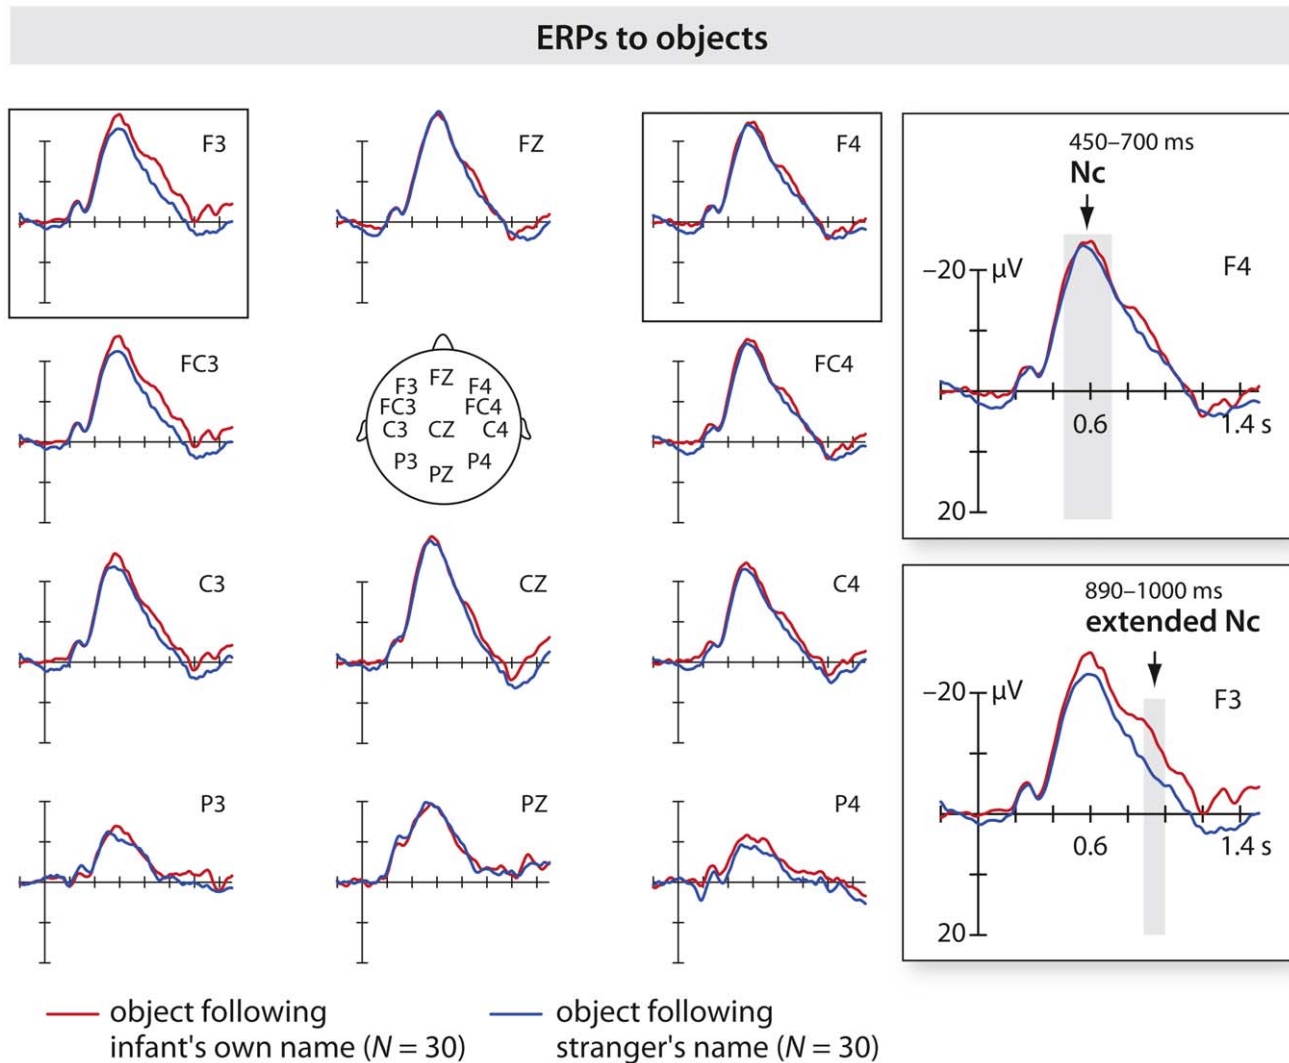 ERPs to objects
F3
FZ
F4
FC3
FC4
F3 FZ F4
FC3 FC4
C3 CZ C4
P3 PZ P4
C3
CZ
C4
P3
PZ
P4
450–700 ms
Nc
–20 µV
F4
0.6
1.4 s
20
890–1000 ms
extended Nc
–20 µV
F3
0.6
1.4 s
20
object following
infant's own name (N = 30)
object following
stranger's name (N = 30)